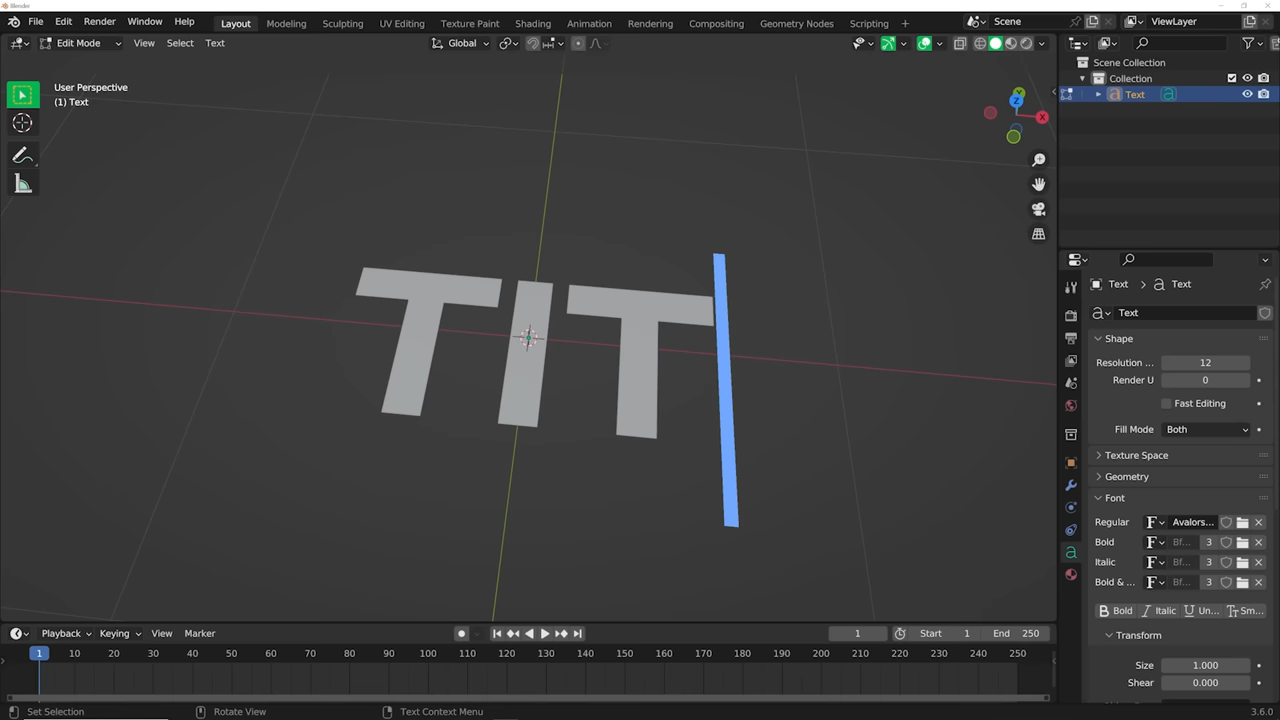 Blender
File Edit Render Window Help Layout Modeling Sculpting UV Editing Texture Paint Shading Animation Rendering Compositing Geometry Nodes Scripting + Scene ViewLayer
Edit Mode View Select Text Global
User Perspective
(1) Text
Scene Collection
Collection
Text
Z
Y
X
TIT
Text Text
Text
Shape
Resolution ... 12
Render U 0
Fast Editing
Fill Mode Both
Texture Space
Geometry
Font
Regular Avalors...
Bold Bf... 3
Italic Bf... 3
Bold & ... Bf... 3
B Bold I Italic U Un... Tt Sm...
Transform
Size 1.000
Shear 0.000
Playback Keying View Marker 1 Start 1 End 250
1 10 20 30 40 50 60 70 80 90 100 110 120 130 140 150 160 170 180 190 200 210 220 230 240 250
Set Selection Rotate View Text Context Menu 3.6.0